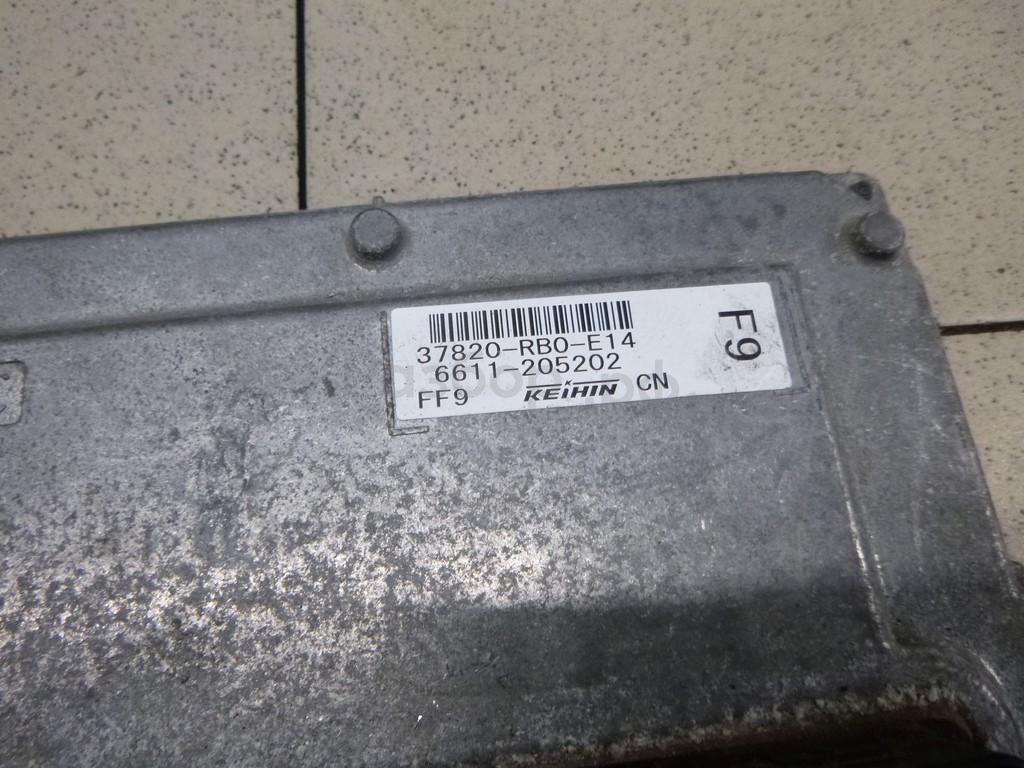 37820-RB0-E14
6611-205202
FF9 KEIHIN CN
F9